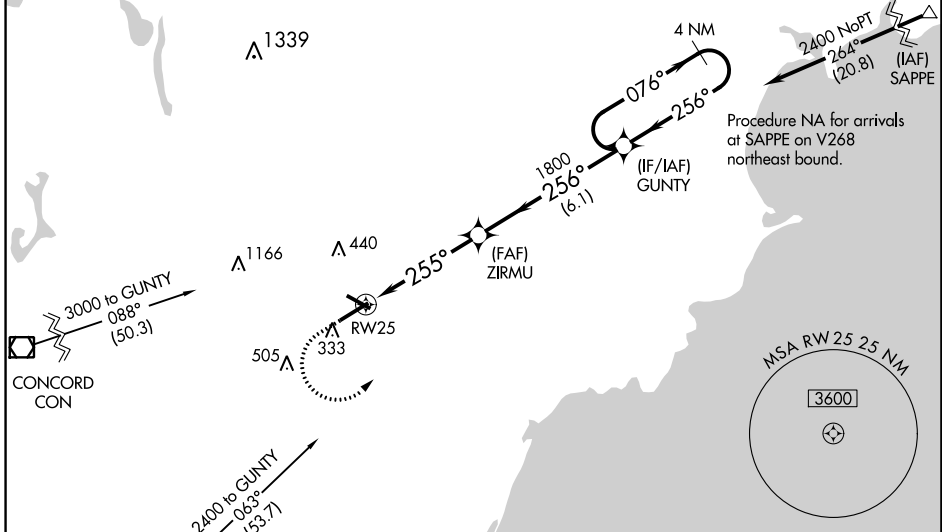 1339
4 NM
2400 NoPT
264°
(20.8)
(IAF)
SAPPE
076°
256°
Procedure NA for arrivals
at SAPPE on V268
northeast bound.
(IF/IAF)
GUNTY
1800
256°
(6.1)
(FAF)
ZIRMU
255°
440
1166
3000 to GUNTY
088°
(50.3)
RW25
333
505
CONCORD
CON
MSA RW 25 25 NM
3600
2400 to GUNTY
063°
(53.7)